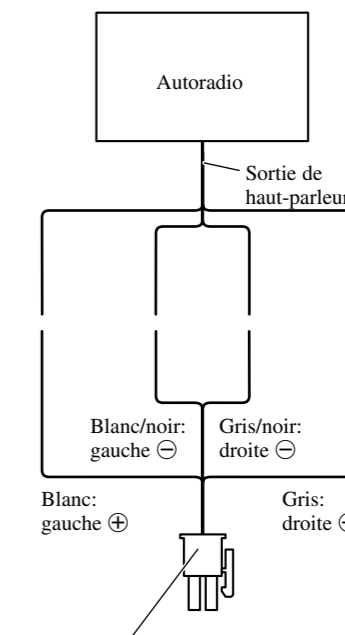 Autoradio
Sortie de
haut-parleur
Blanc/noir:
gauche ⊖
Gris/noir:
droite ⊖
Blanc:
gauche ⊕
Gris:
droite